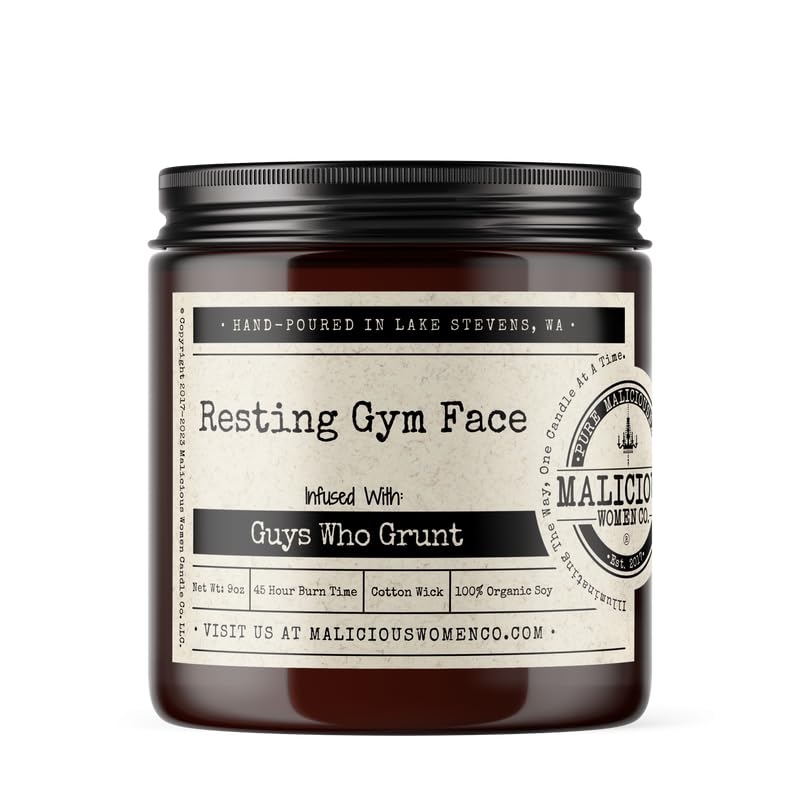 · HAND-POURED IN LAKE STEVENS, WA ·
Resting Gym Face
Infused With:
Guys Who Grunt
Net Wt: 9oz
45 Hour Burn Time
Cotton Wick
100% Organic Soy
· VISIT US AT MALICIOUSWOMENCO.COM ·
© Copyright 2017-2023 Malicious Women Candle Co. LLC.
Illuminating The Way, One Candle At A Time.
· PURE MALICIOUS
MALICIOU
WOMEN CO.
®
· Est. 2017 ·